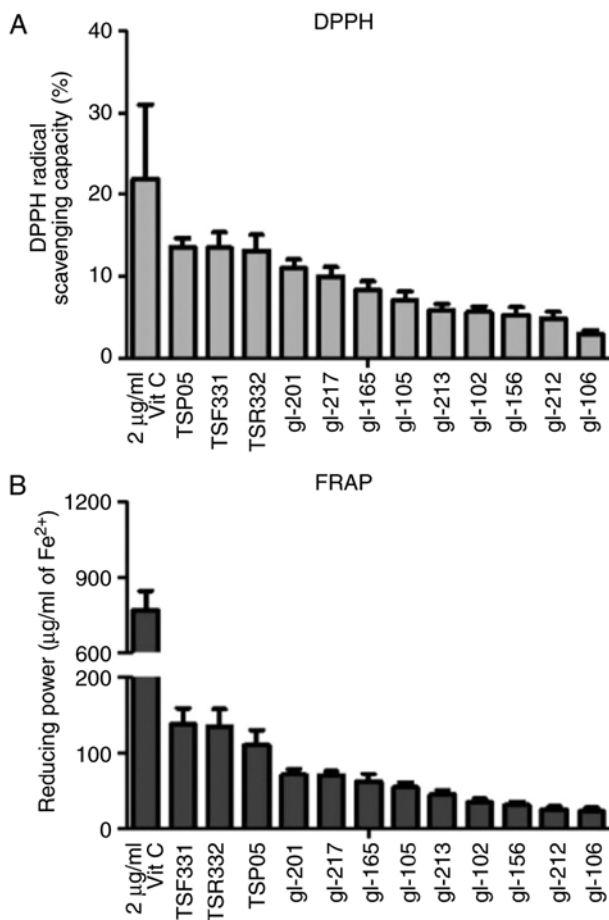 A
DPPH
DPPH radical
scavenging capacity (%)
40
30
20
10
0
2 μg/ml
Vit C
TSP05
TSF331
TSR332
gl-201
gl-217
gl-165
gl-105
gl-213
gl-102
gl-156
gl-212
gl-106
B
FRAP
Reducing power (μg/ml of Fe²⁺)
1200
900
600
200
100
0
2 μg/ml
Vit C
TSF331
TSR332
TSP05
gl-201
gl-217
gl-165
gl-105
gl-213
gl-102
gl-156
gl-212
gl-106